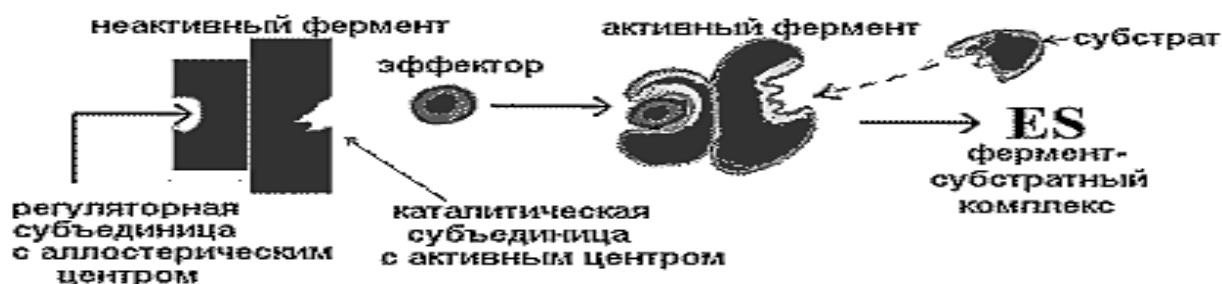 неактивный фермент
эффектор
активный фермент
субстрат
ES
фермент-
субстратный
комплекс
регуляторная
субъединица
с аллостерическим
центром
каталитическая
субъединица
с активным центром